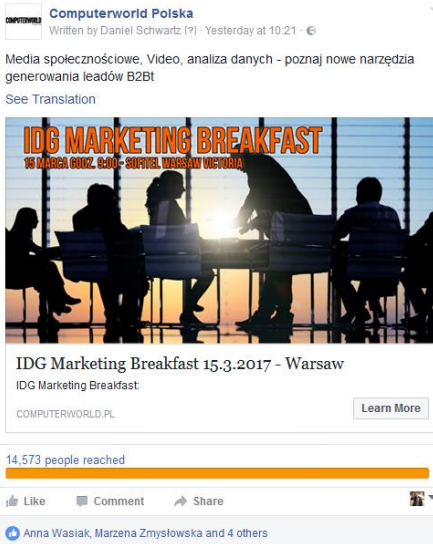 COMPUTERWORLD
Computerworld Polska
Written by Daniel Schwartz [?] · Yesterday at 10:21 ·
Media społecznościowe, Video, analiza danych - poznaj nowe narzędzia
generowania leadów B2Bt
See Translation
IDG MARKETING BREAKFAST
15 MARCA GODZ. 9:00 - SOFITEL WARSAW VICTORIA
IDG Marketing Breakfast 15.3.2017 - Warsaw
IDG Marketing Breakfast:
COMPUTERWORLD.PL
Learn More
14,573 people reached
Like Comment Share
Anna Wasiak, Marzena Zmysłowska and 4 others